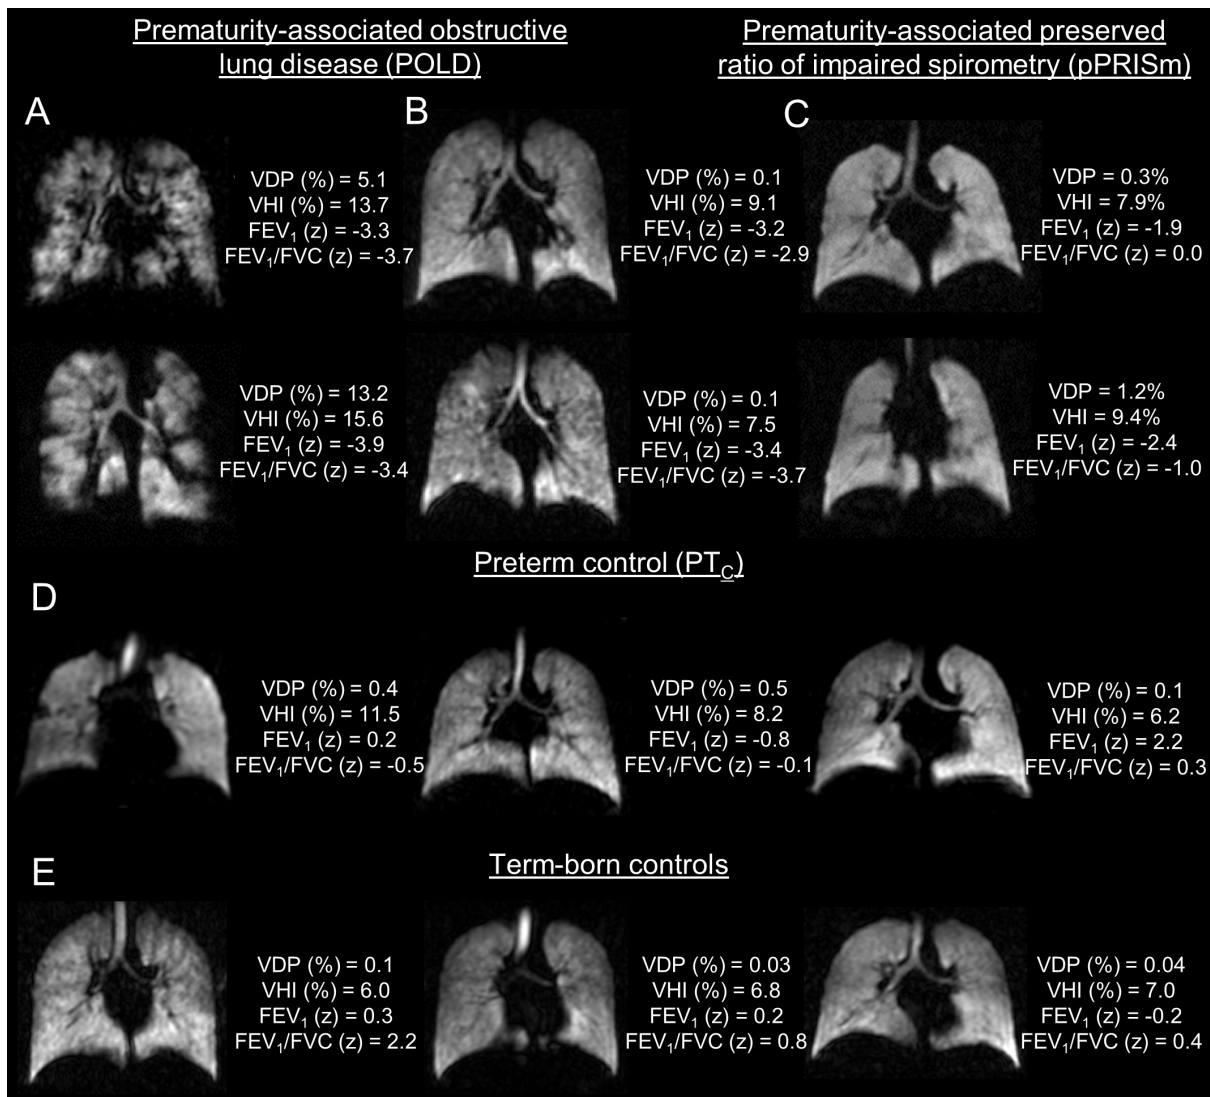 Prematurity-associated obstructive
lung disease (POLD)
Prematurity-associated preserved
ratio of impaired spirometry (pPRISm)
A
VDP (%) = 5.1
VHI (%) = 13.7
FEV₁ (z) = -3.3
FEV₁/FVC (z) = -3.7
B
VDP (%) = 0.1
VHI (%) = 9.1
FEV₁ (z) = -3.2
FEV₁/FVC (z) = -2.9
C
VDP = 0.3%
VHI = 7.9%
FEV₁ (z) = -1.9
FEV₁/FVC (z) = 0.0
VDP (%) = 13.2
VHI (%) = 15.6
FEV₁ (z) = -3.9
FEV₁/FVC (z) = -3.4
VDP (%) = 0.1
VHI (%) = 7.5
FEV₁ (z) = -3.4
FEV₁/FVC (z) = -3.7
VDP = 1.2%
VHI = 9.4%
FEV₁ (z) = -2.4
FEV₁/FVC (z) = -1.0
Preterm control (PT_C)
D
VDP (%) = 0.4
VHI (%) = 11.5
FEV₁ (z) = 0.2
FEV₁/FVC (z) = -0.5
VDP (%) = 0.5
VHI (%) = 8.2
FEV₁ (z) = -0.8
FEV₁/FVC (z) = -0.1
VDP (%) = 0.1
VHI (%) = 6.2
FEV₁ (z) = 2.2
FEV₁/FVC (z) = 0.3
Term-born controls
E
VDP (%) = 0.1
VHI (%) = 6.0
FEV₁ (z) = 0.3
FEV₁/FVC (z) = 2.2
VDP (%) = 0.03
VHI (%) = 6.8
FEV₁ (z) = 0.2
FEV₁/FVC (z) = 0.8
VDP (%) = 0.04
VHI (%) = 7.0
FEV₁ (z) = -0.2
FEV₁/FVC (z) = 0.4